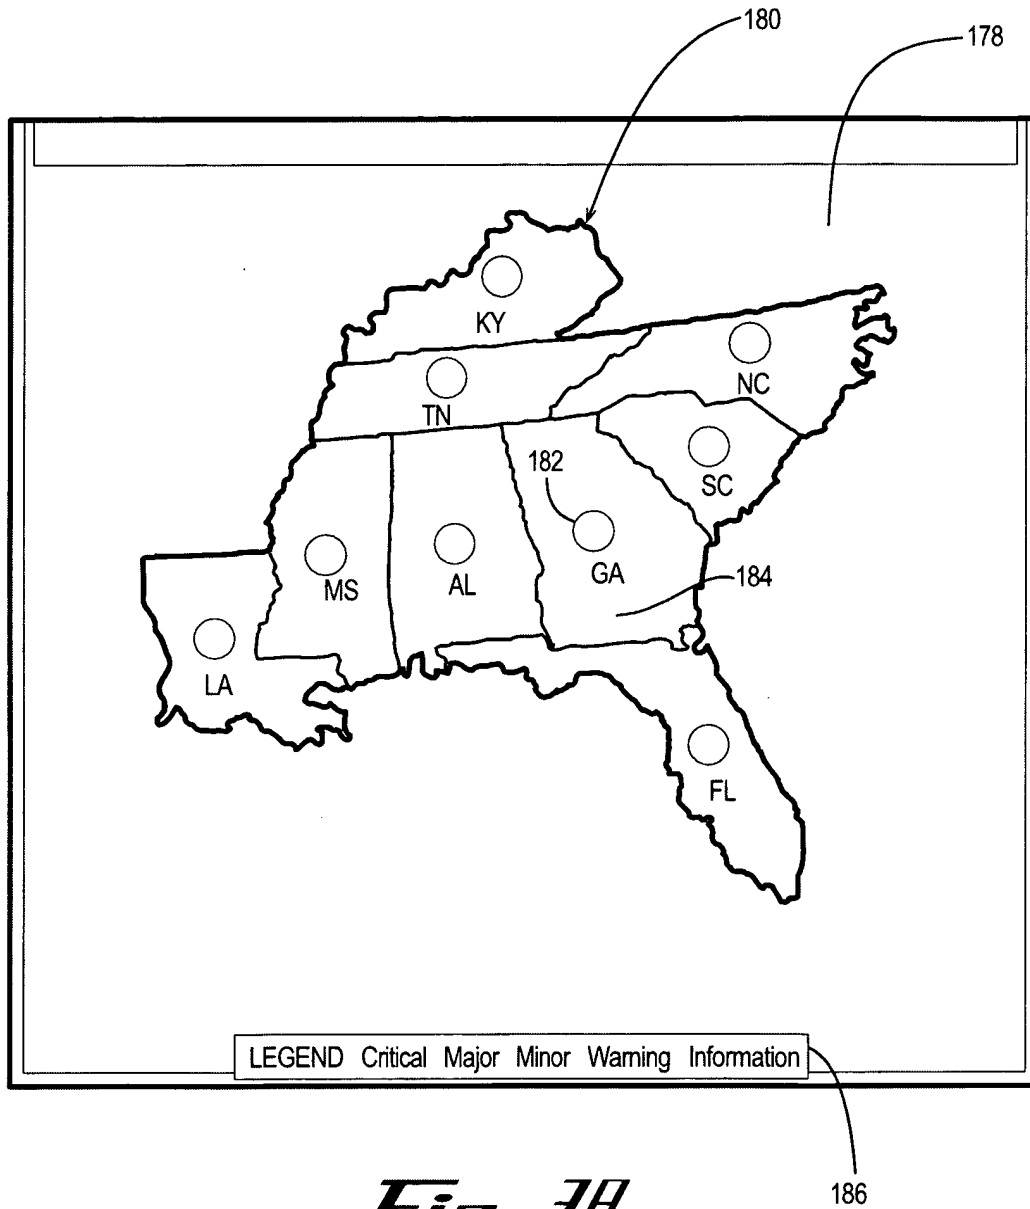 180
178
KY
NC
TN
182
SC
GA
MS
AL
184
LA
FL
LEGEND Critical Major Minor Warning Information
186
Fig.